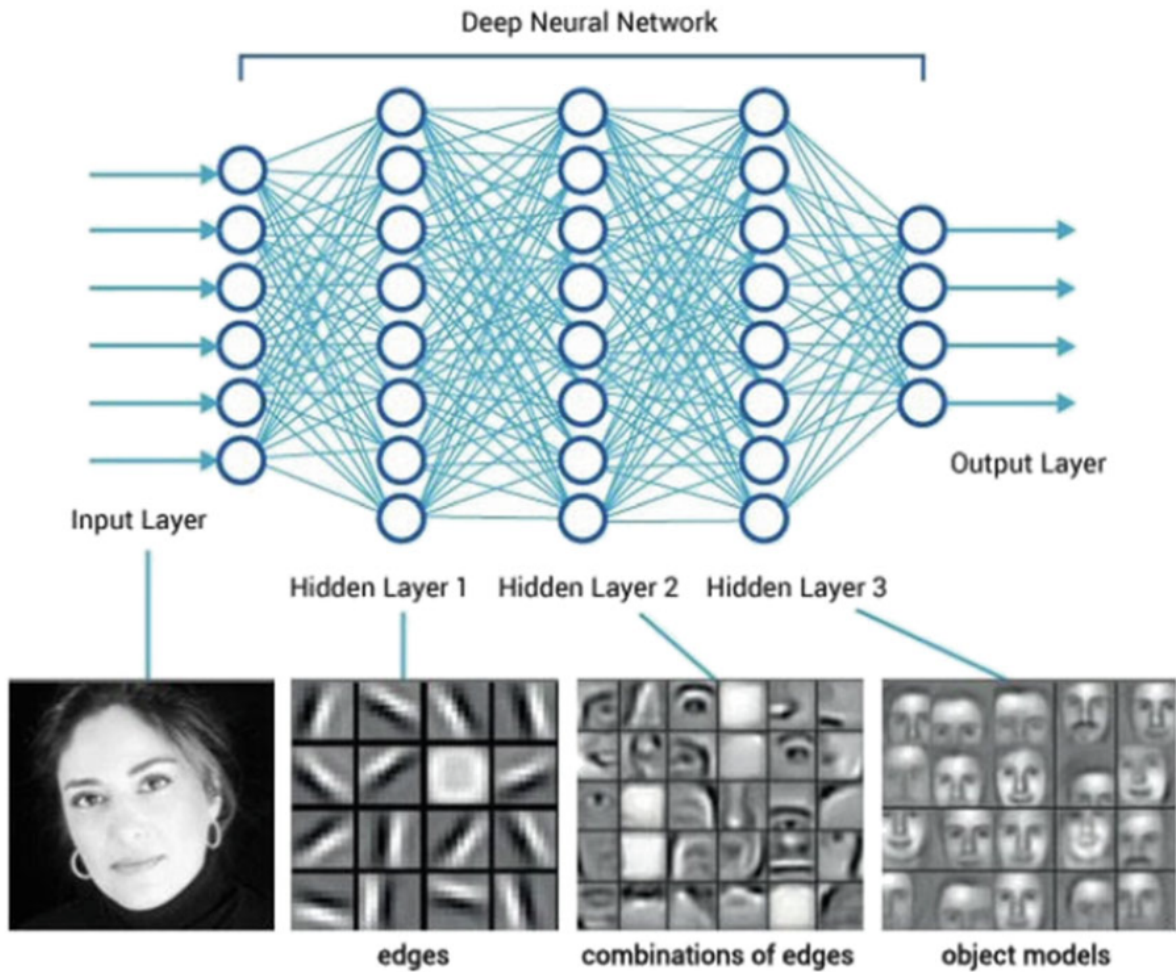 Deep Neural Network
Output Layer
Input Layer
Hidden Layer 1
Hidden Layer 2
Hidden Layer 3
edges
combinations of edges
object models